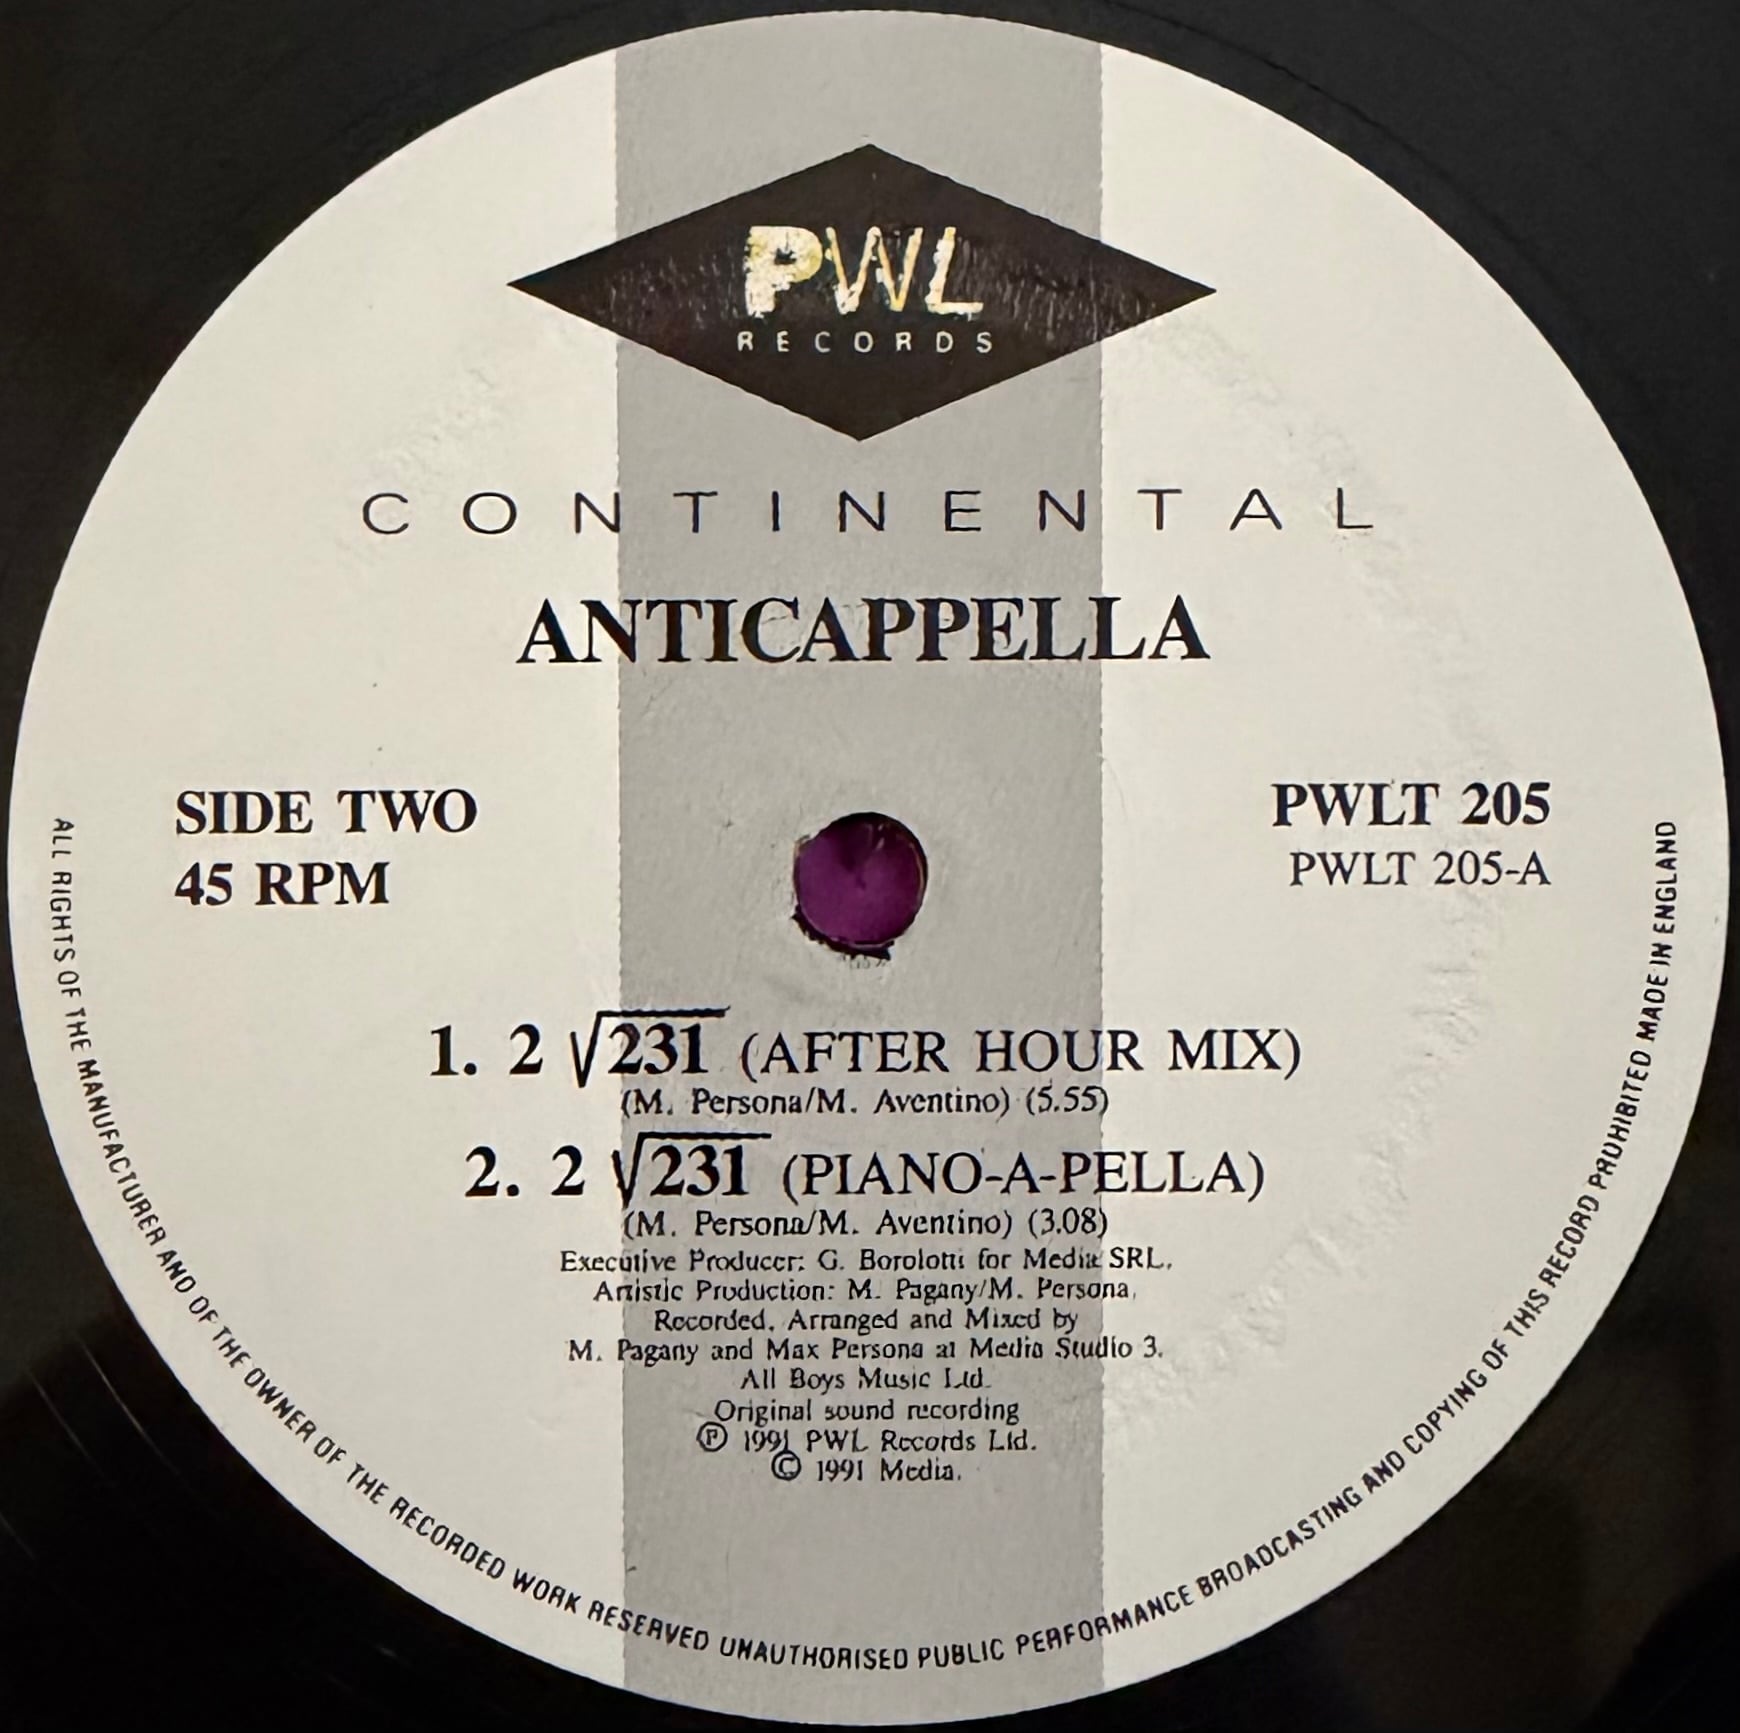 PWL
RECORDS
CONTINENTAL
ANTICAPPELLA
SIDE TWO
45 RPM
PWLT 205
PWLT 205-A
1. 2 √231 (AFTER HOUR MIX)
(M. Persona/M. Aventino) (5.55)
2. 2 √231 (PIANO-A-PELLA)
(M. Persona/M. Aventino) (3.08)
Executive Producer: G. Borolotti for Media SRL.
Artistic Production: M. Pagany/M. Persona.
Recorded, Arranged and Mixed by
M. Pagany and Max Persona at Media Studio 3.
All Boys Music Ltd.
Original sound recording
℗ 1991 PWL Records Ltd.
© 1991 Media.
ALL RIGHTS OF THE MANUFACTURER AND OF THE OWNER OF THE RECORDED WORK RESERVED UNAUTHORISED PUBLIC PERFORMANCE BROADCASTING AND COPYING OF THIS RECORD PROHIBITED MADE IN ENGLAND